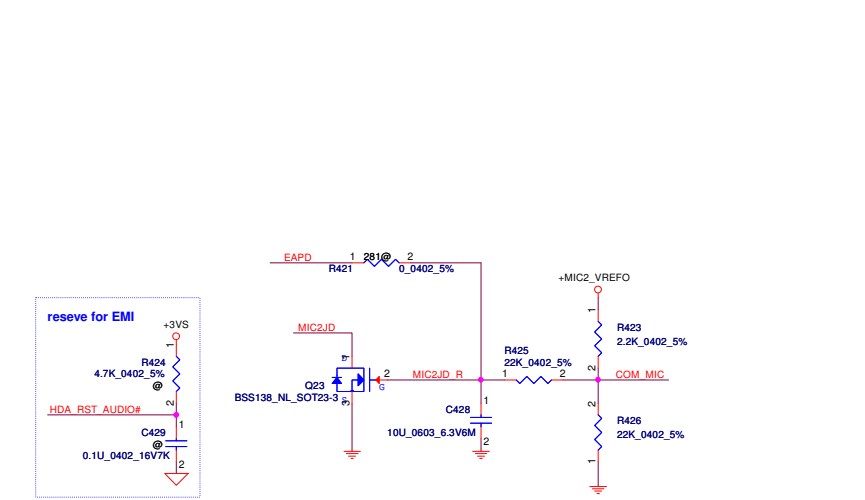 EAPD
1
281@
2
R421
0_0402_5%
+MIC2_VREFO
reseve for EMI
+3VS
1
R424
4.7K_0402_5%
@
2
HDA_RST_AUDIO#
1
C429
@
0.1U_0402_16V7K
2
MIC2JD
1
D
Q23
BSS138_NL_SOT23-3
S
3
2
G
MIC2JD_R
1
C428
10U_0603_6.3V6M
2
R425
22K_0402_5%
1
2
1
R423
2.2K_0402_5%
2
COM_MIC
2
R426
22K_0402_5%
1